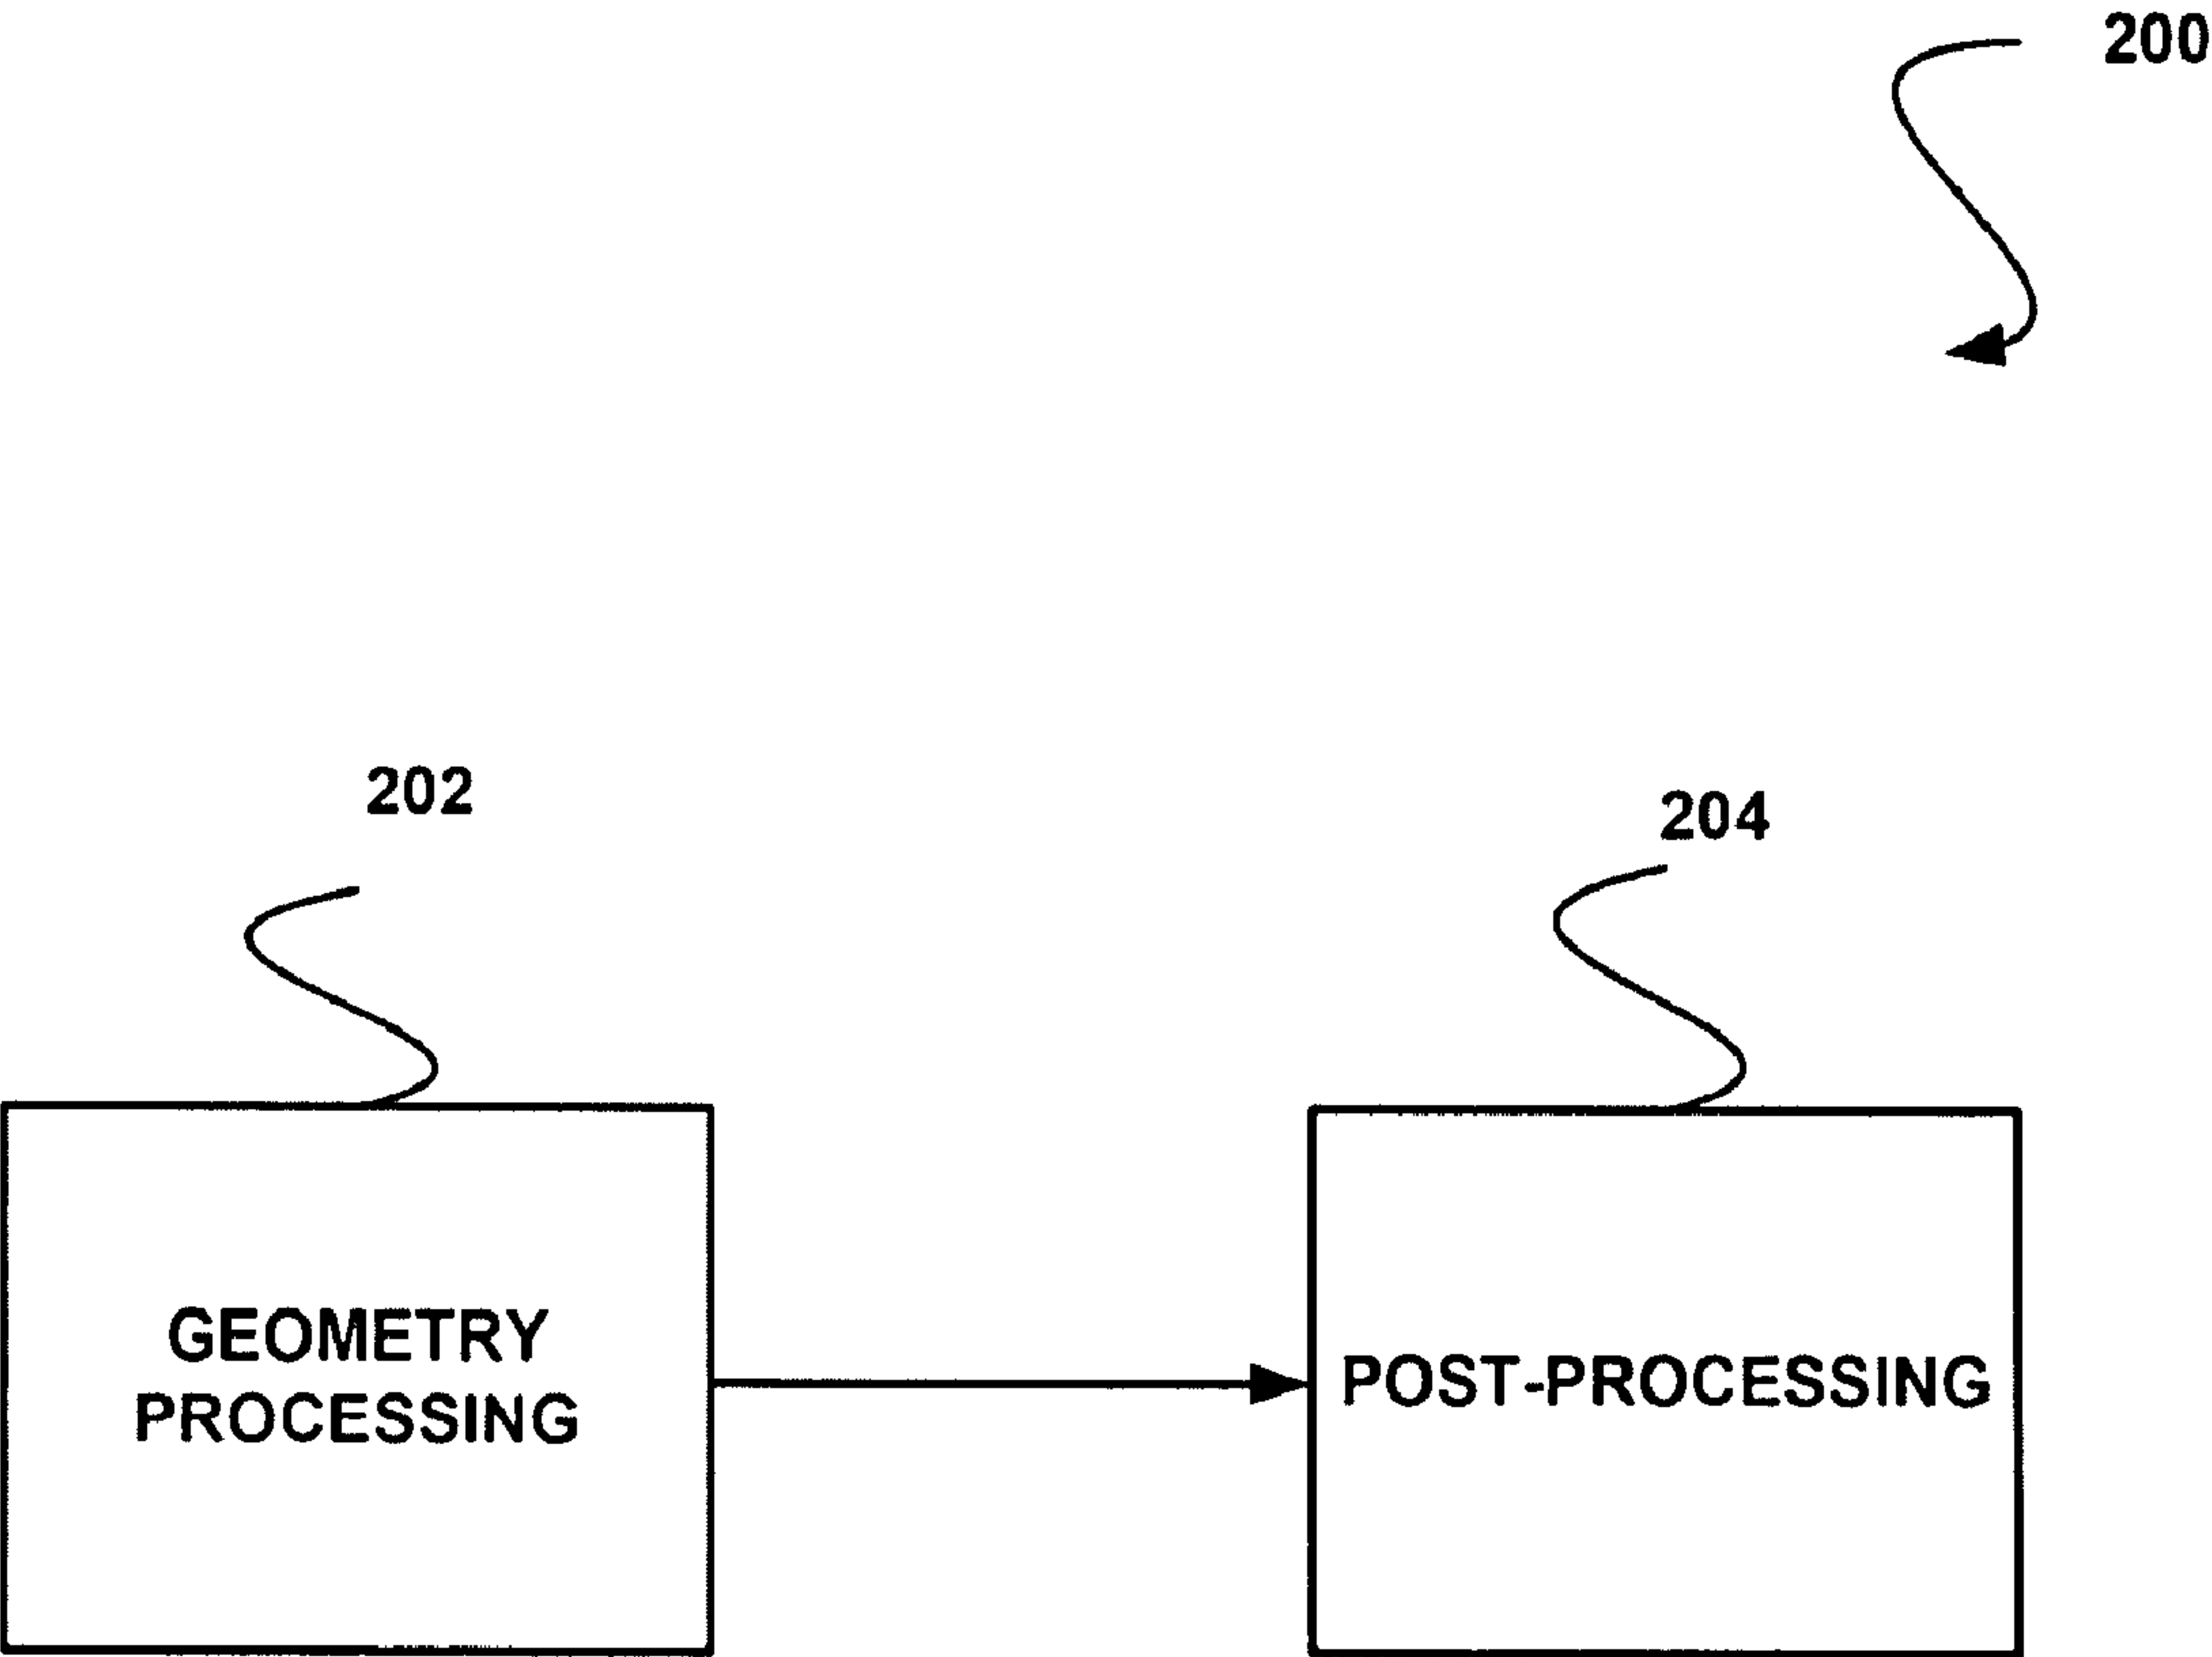 200
202
204
GEOMETRY
PROCESSING
POST-PROCESSING